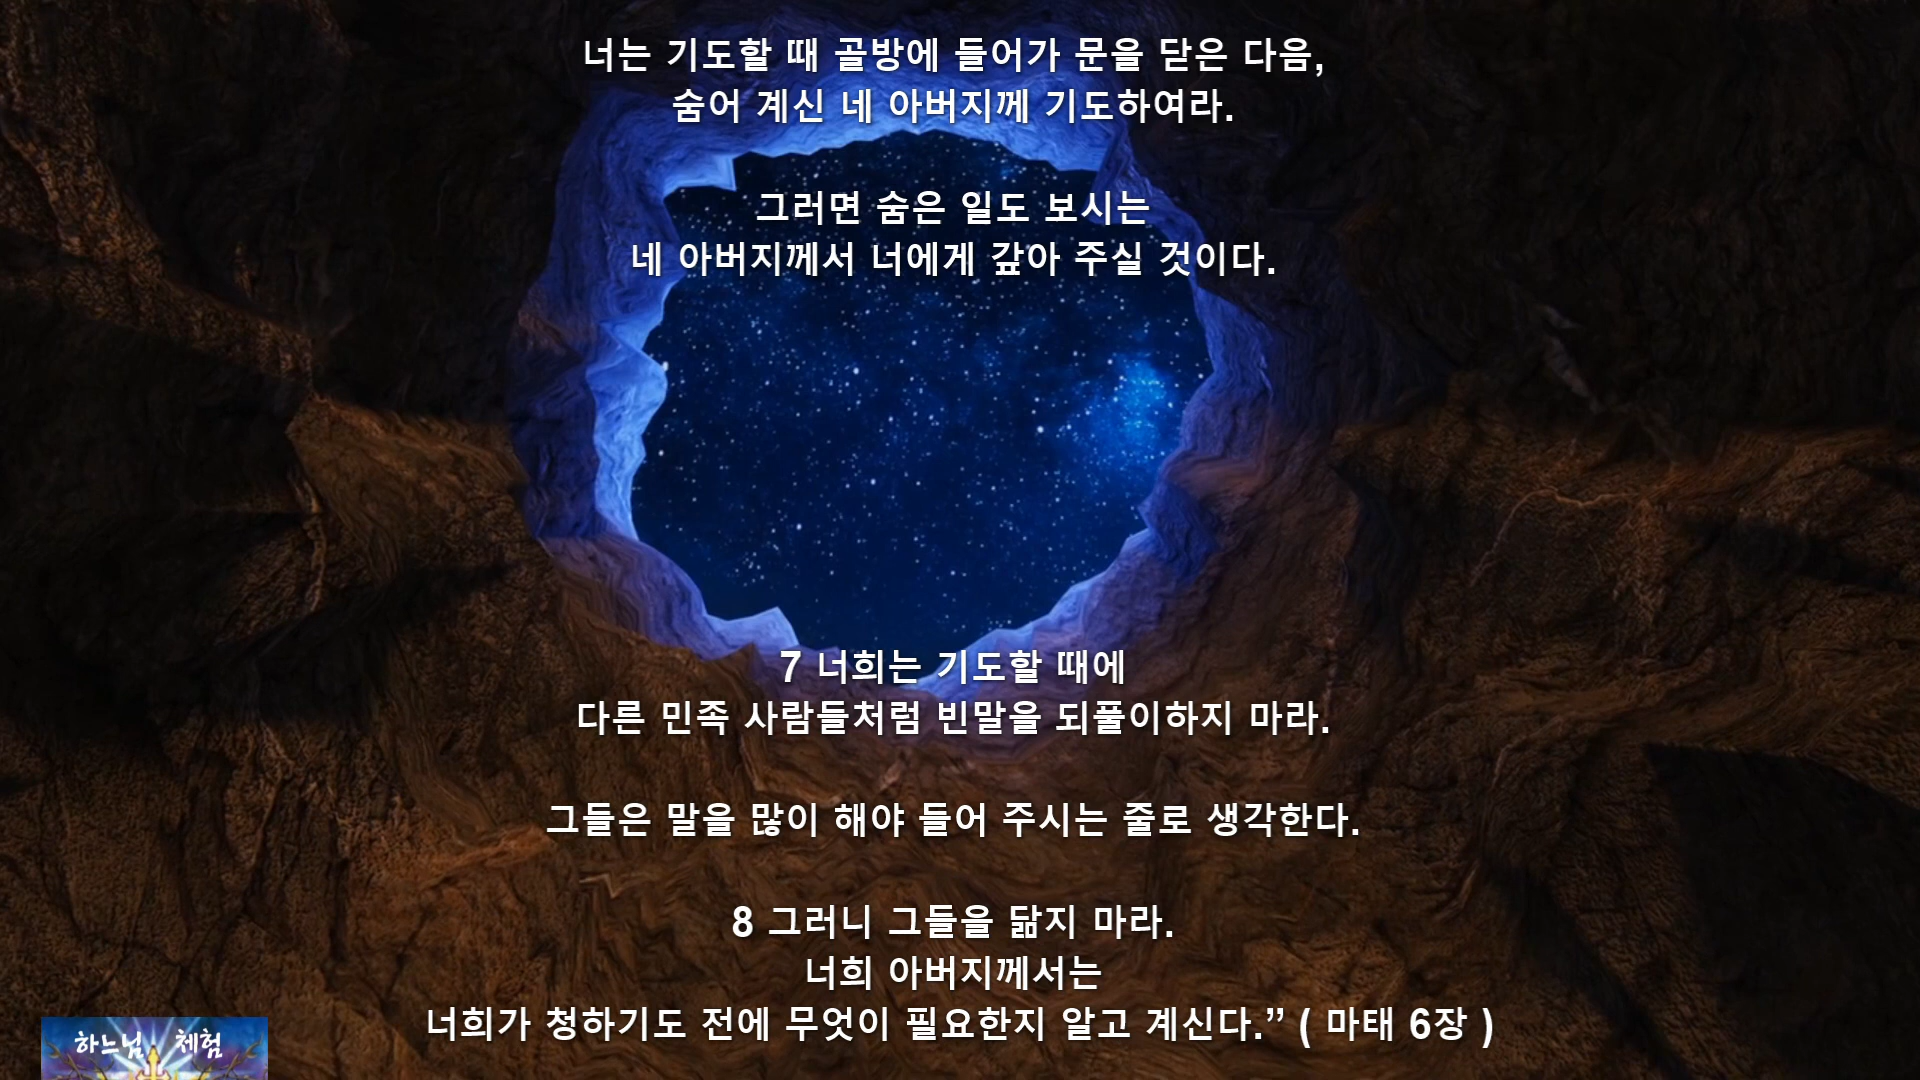 너는 기도할 때 골방에 들어가 문을 닫은 다음,
숨어 계신 네 아버지께 기도하여라.
그러면 숨은 일도 보시는
네 아버지께서 너에게 갚아 주실 것이다.
7 너희는 기도할 때에
다른 민족 사람들처럼 빈말을 되풀이하지 마라.
그들은 말을 많이 해야 들어 주시는 줄로 생각한다.
8 그러니 그들을 닮지 마라.
너희 아버지께서는
너희가 청하기도 전에 무엇이 필요한지 알고 계신다.” ( 마태 6장 )
하느님 체험